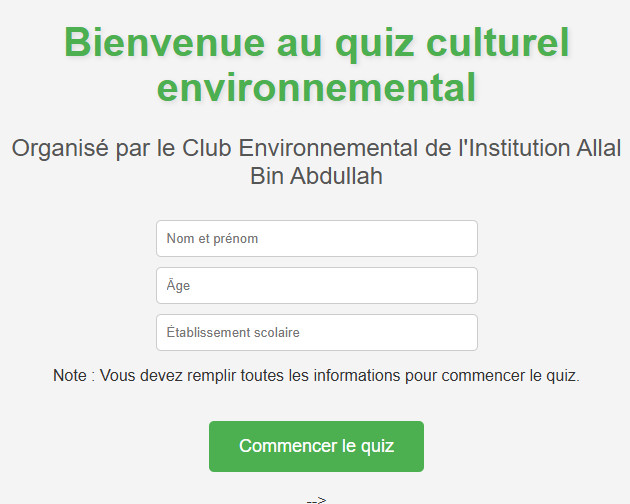 Bienvenue au quiz culturel
environnemental
Organisé par le Club Environnemental de l'Institution Allal
Bin Abdullah
Nom et prénom
Âge
Établissement scolaire
Note : Vous devez remplir toutes les informations pour commencer le quiz.
Commencer le quiz
-->